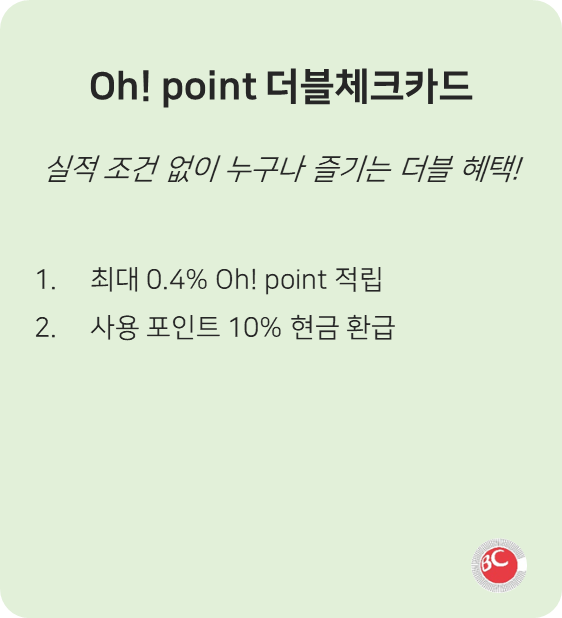 Oh! point 더블체크카드
실적 조건 없이 누구나 즐기는 더블 혜택!
1. 최대 0.4% Oh! point 적립
2. 사용 포인트 10% 현금 환급
BC